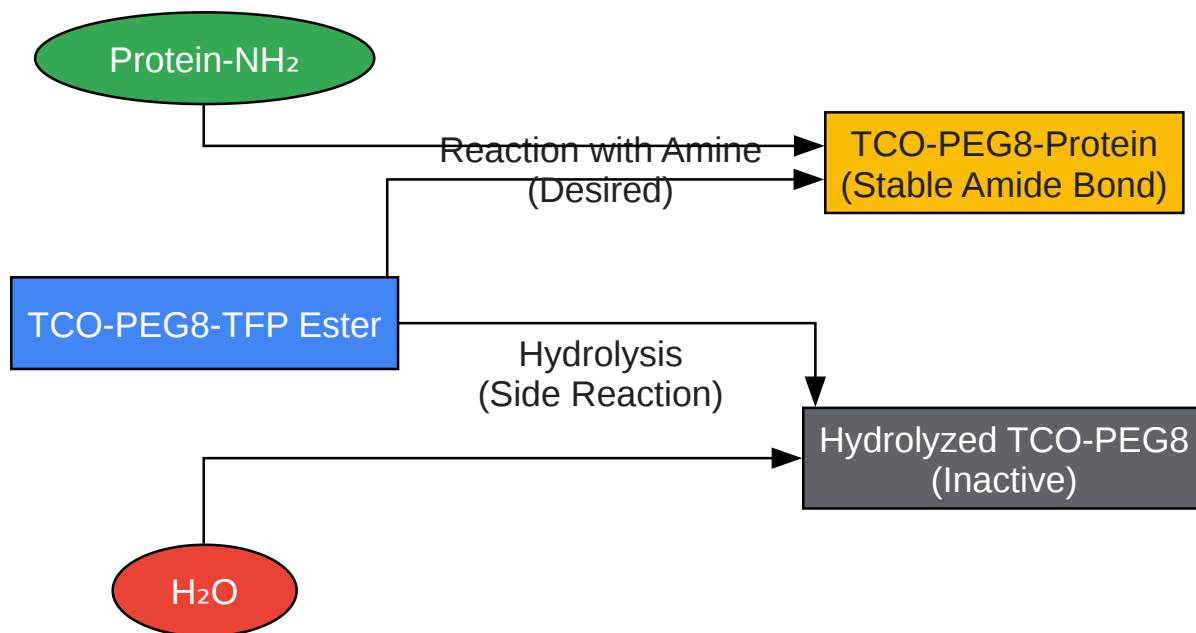 Protein-NH₂
Reaction with Amine
(Desired)
TCO-PEG8-Protein
(Stable Amide Bond)
TCO-PEG8-TFP Ester
Hydrolysis
(Side Reaction)
Hydrolyzed TCO-PEG8
(Inactive)
H₂O